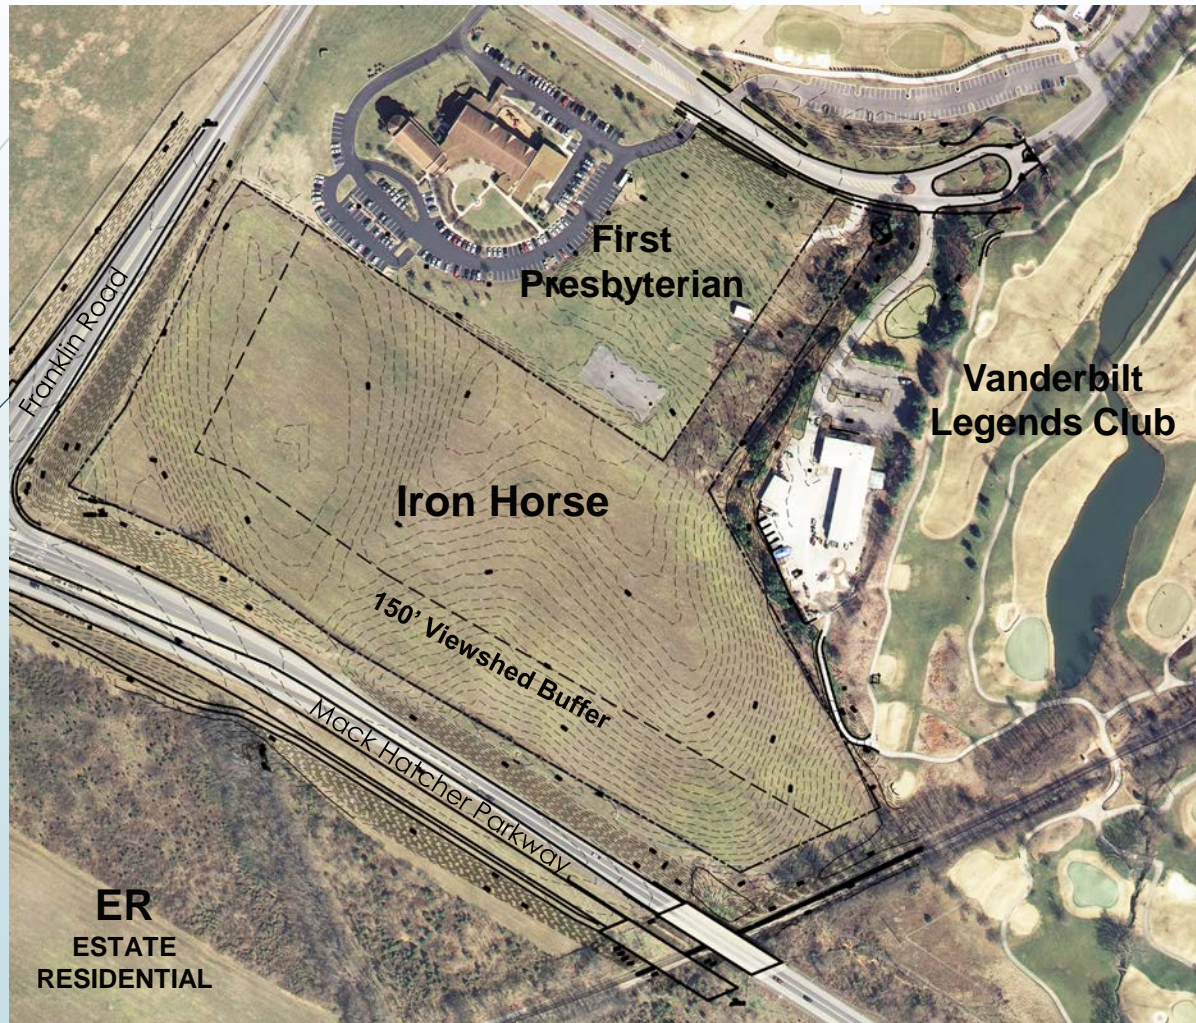 First
Presbyterian
Franklin Road
Vanderbilt
Legends Club
Iron Horse
150' Viewshed Buffer
Mack Hatcher Parkway
ER
ESTATE
RESIDENTIAL